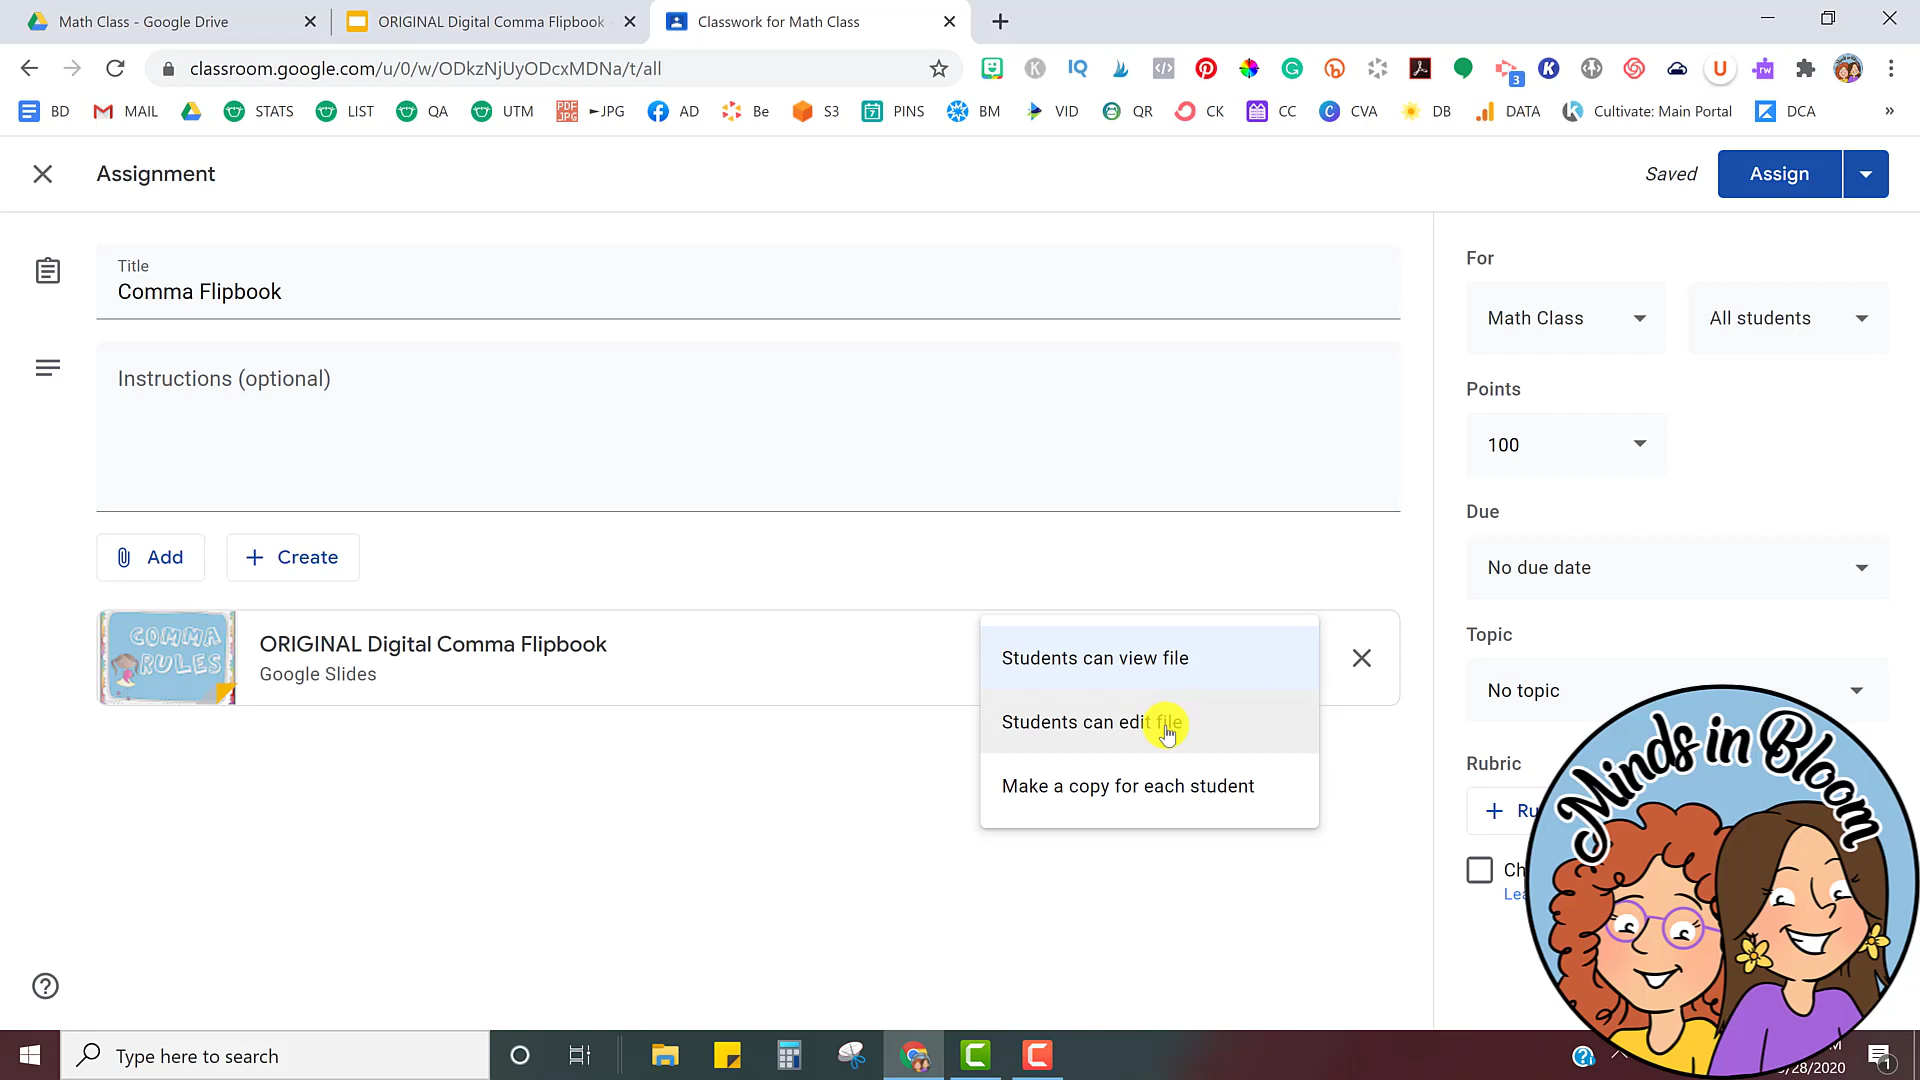 Math Class - Google Drive
ORIGINAL Digital Comma Flipbook
Classwork for Math Class
classroom.google.com/u/0/w/ODkzNjUyODcxMDNa/t/all
3
BD MAIL STATS LIST QA UTM ►JPG AD Be S3 PINS BM VID QR CK CC CVA DB DATA Cultivate: Main Portal DCA »
Assignment
Saved
Assign
Title
Comma Flipbook
Instructions (optional)
Add
Create
COMMA
RULES
ORIGINAL Digital Comma Flipbook
Google Slides
Students can view file
Students can edit file
Make a copy for each student
For
Math Class
All students
Points
100
Due
No due date
Topic
No topic
Rubric
Minds in Bloom
Type here to search
/28/2020
1